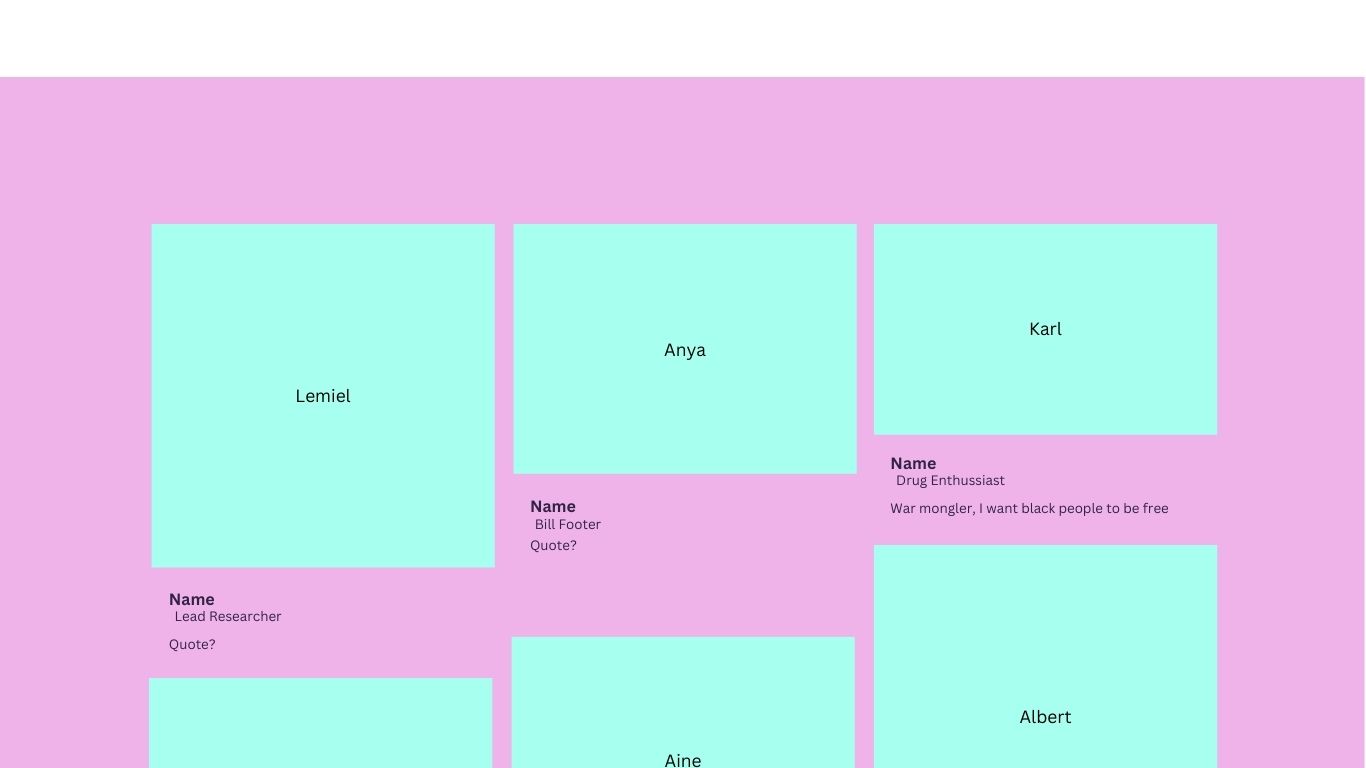 Lemiel
Name
Lead Researcher
Quote?
Anya
Name
Bill Footer
Quote?
Karl
Name
Drug Enthussiast
War mongler, I want black people to be free
Aine
Albert